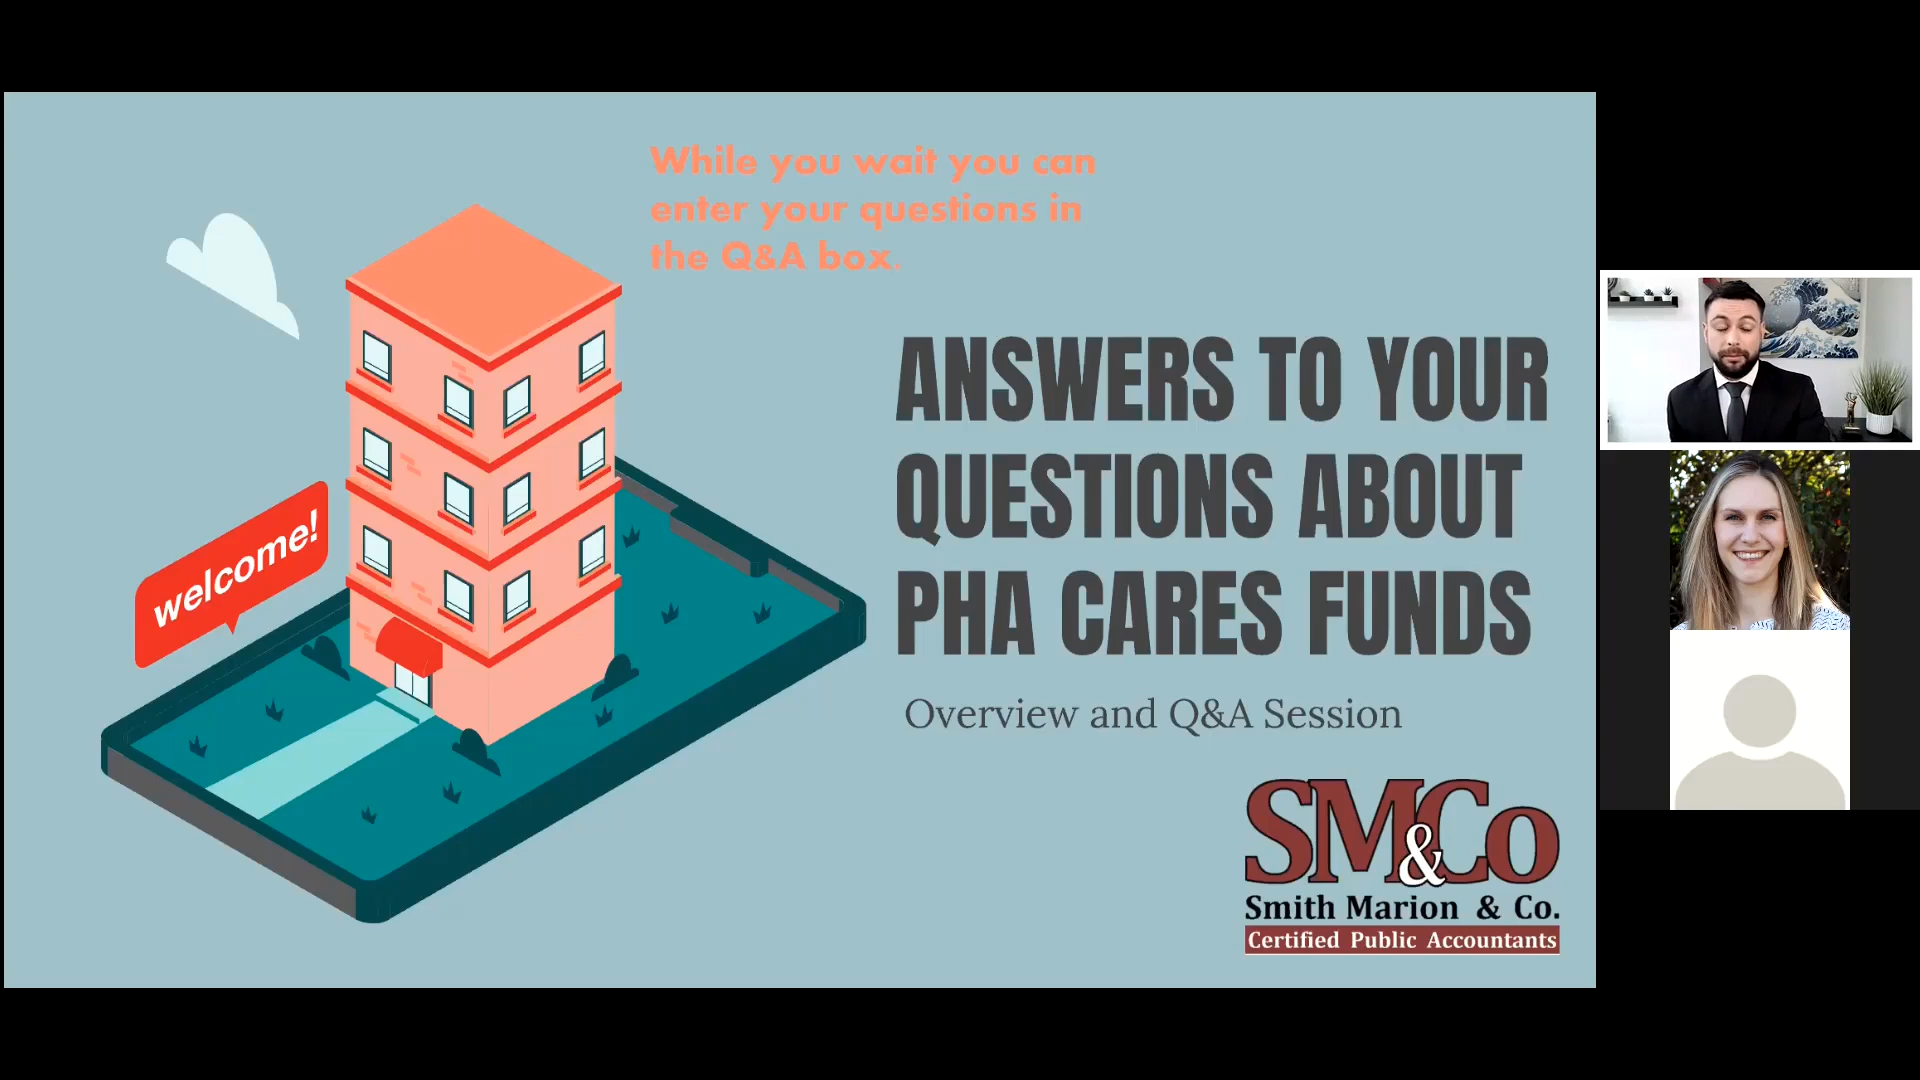 While you wait you can
enter your questions in
the Q&A box.
welcome!
ANSWERS TO YOUR
QUESTIONS ABOUT
PHA CARES FUNDS
Overview and Q&A Session
SM&Co
Smith Marion & Co.
Certified Public Accountants